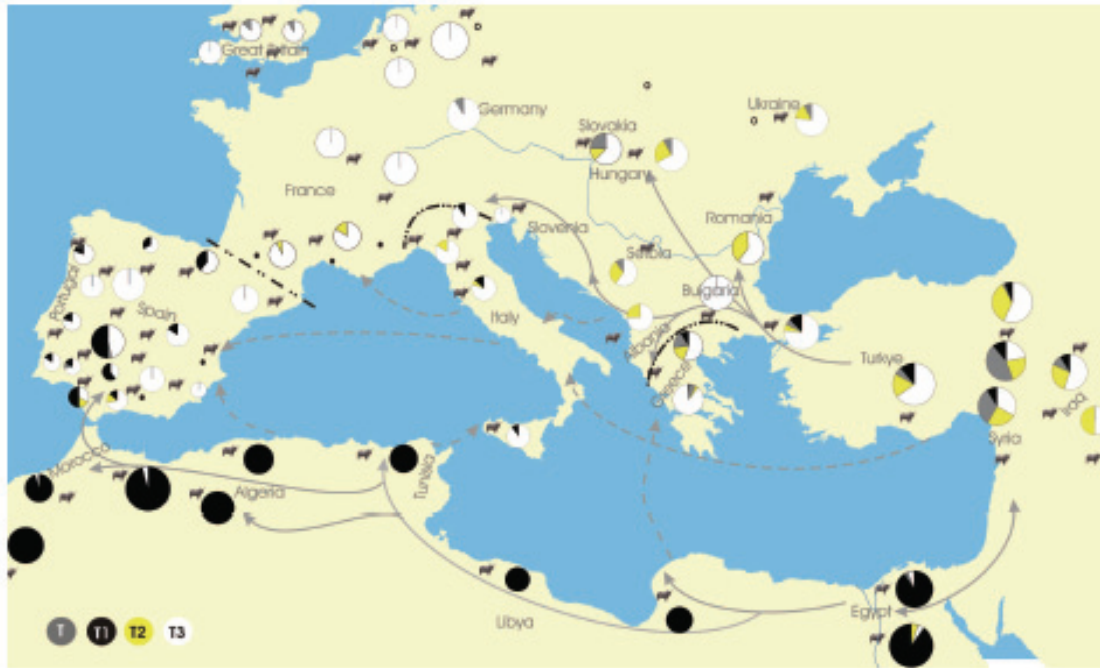 Great Britain
Ukraine
Germany
Slovakia
Hungary
France
Romania
Slovenia
Serbia
Portugal
Spain
Bulgaria
Italy
Albania
Turkye
Greece
Iraq
Syria
Morocco
Tunisia
Algeria
Egypt
Libya
T T1 T2 T3